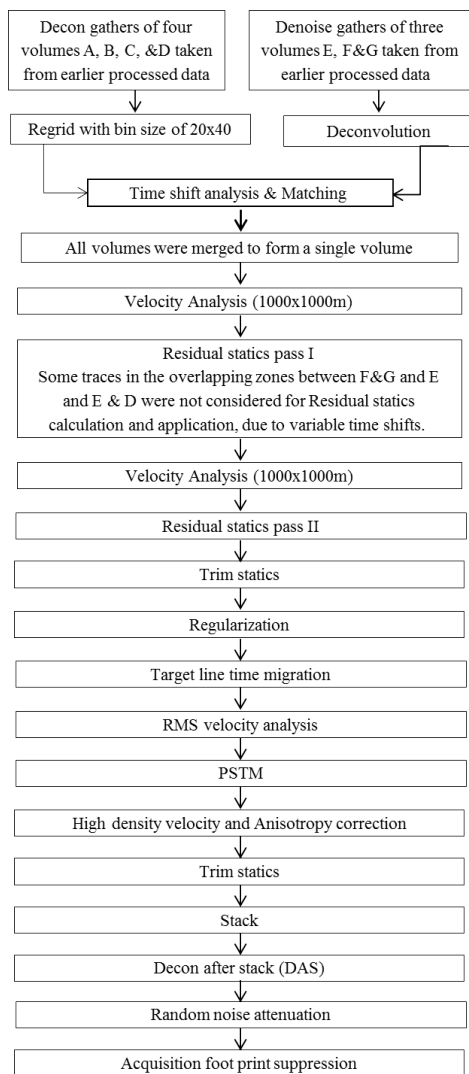 Decon gathers of four
volumes A, B, C, &D taken
from earlier processed data
Denoise gathers of three
volumes E, F&G taken from
earlier processed data
Regrid with bin size of 20x40
Deconvolution
Time shift analysis & Matching
All volumes were merged to form a single volume
Velocity Analysis (1000x1000m)
Residual statics pass I
Some traces in the overlapping zones between F&G and E
and E & D were not considered for Residual statics
calculation and application, due to variable time shifts.
Velocity Analysis (1000x1000m)
Residual statics pass II
Trim statics
Regularization
Target line time migration
RMS velocity analysis
PSTM
High density velocity and Anisotropy correction
Trim statics
Stack
Decon after stack (DAS)
Random noise attenuation
Acquisition foot print suppression